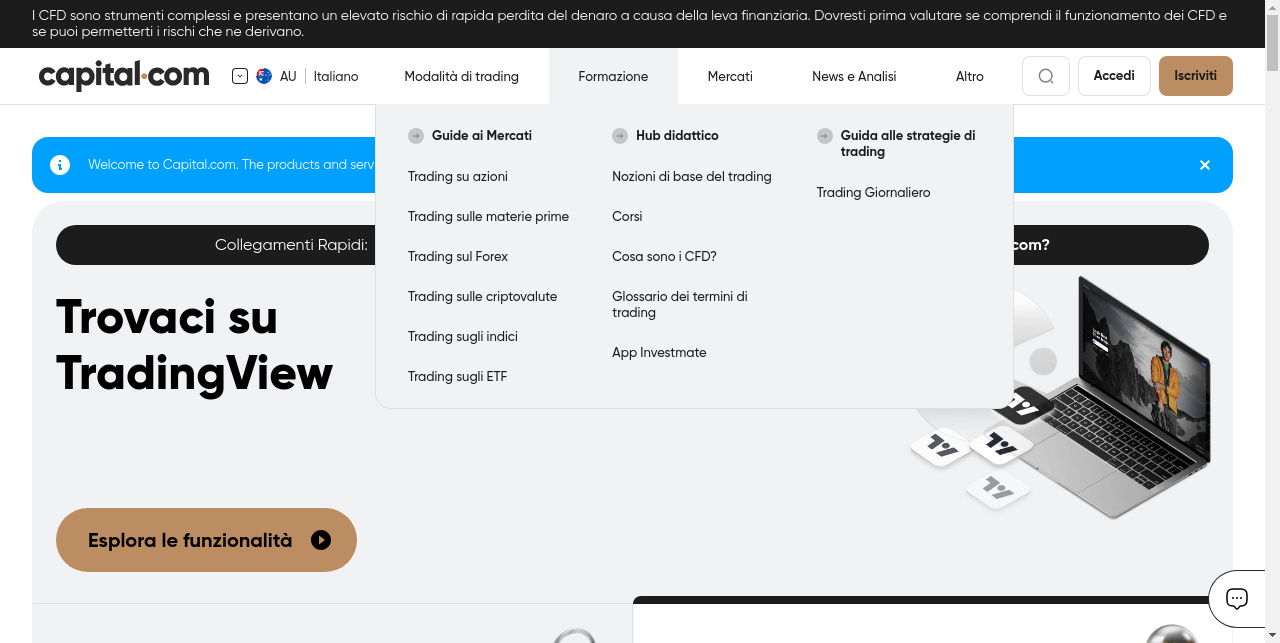 I CFD sono strumenti complessi e presentano un elevato rischio di rapida perdita del denaro a causa della leva finanziaria. Dovresti prima valutare se comprendi il funzionamento dei CFD e
se puoi permetterti i rischi che ne derivano.
capital.com
AU
Italiano
Modalità di trading
Formazione
Mercati
News e Analisi
Altro
Accedi
Iscriviti
Guide ai Mercati
Trading su azioni
Trading sulle materie prime
Trading sul Forex
Trading sulle criptovalute
Trading sugli indici
Trading sugli ETF
Hub didattico
Nozioni di base del trading
Corsi
Cosa sono i CFD?
Glossario dei termini di
trading
App Investmate
Guida alle strategie di
trading
Trading Giornaliero
Welcome to Capital.com. The products and serv
Collegamenti Rapidi:
com?
Trovaci su
TradingView
Esplora le funzionalità